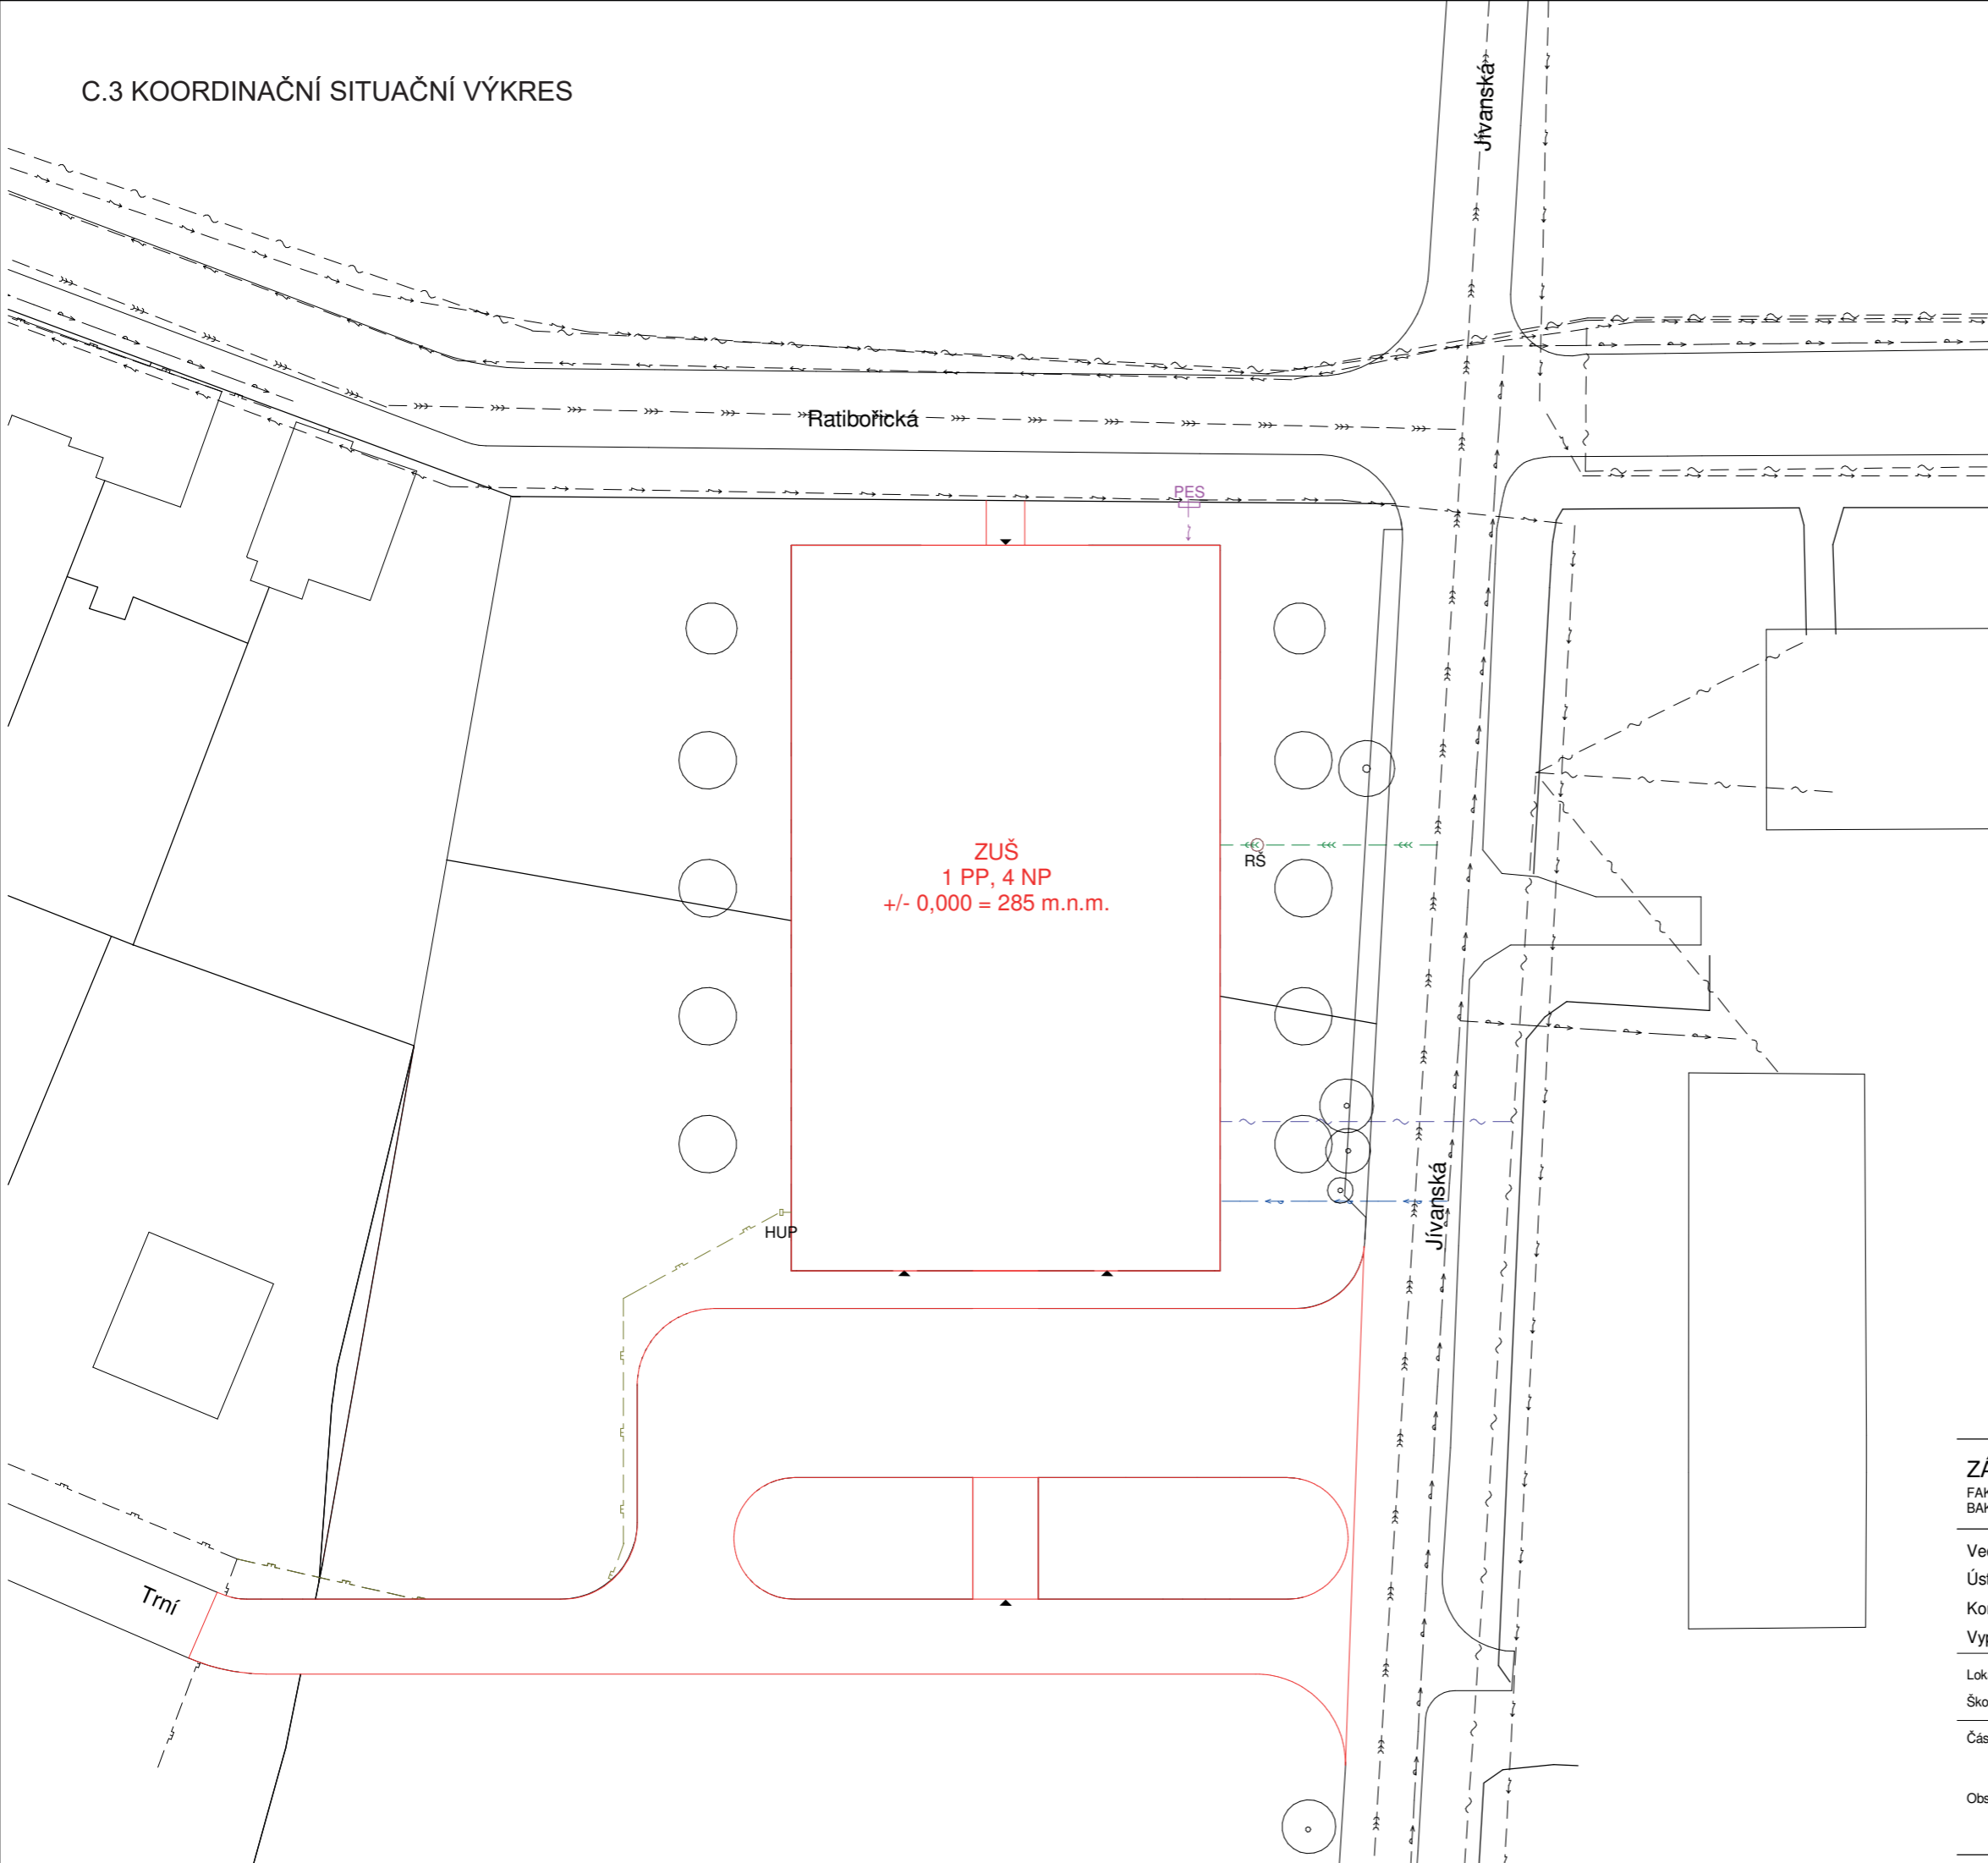 C.3 KOORDINAČNÍ SITUAČNÍ VÝKRES
Jívanská
Ratibořická
PES
ZUŠ
1 PP, 4 NP
+/- 0,000 = 285 m.n.m.
RŠ
Jívanská
HUP
Trní